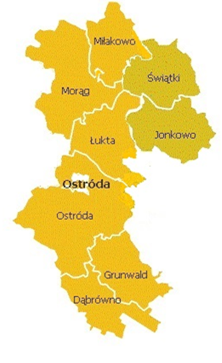 Miłakowo
Świątki
Morąg
Łukta
Jonkowo
Ostróda
Ostróda
Grunwald
Dąbrówno